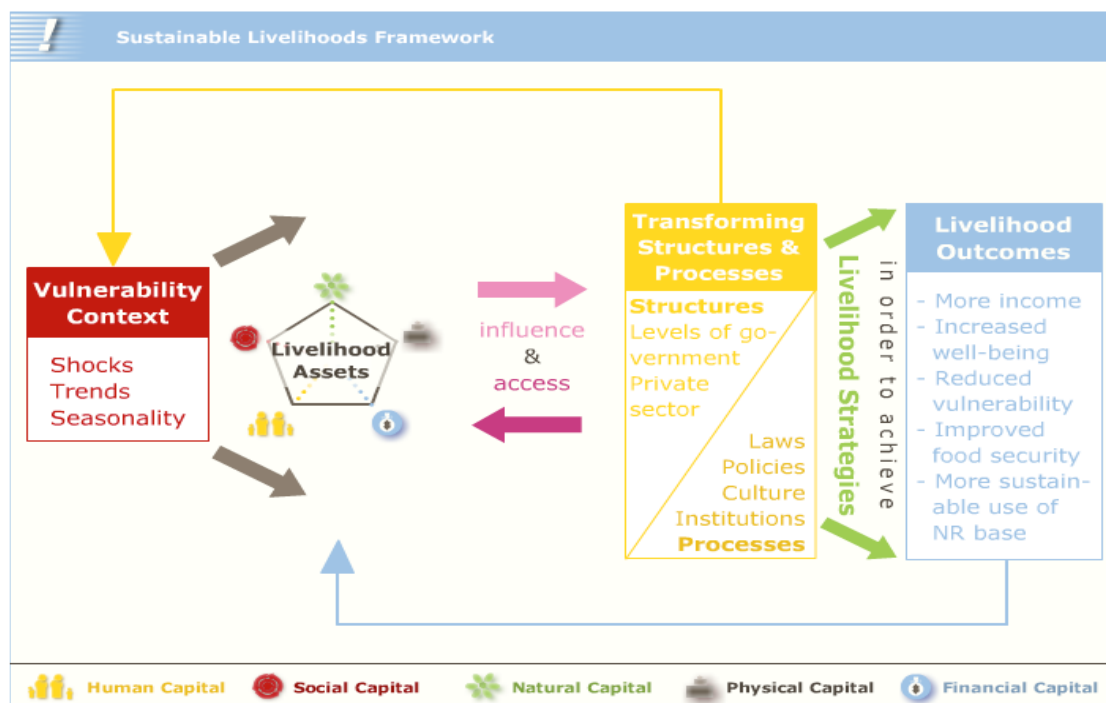 !
Sustainable Livelihoods Framework
Vulnerability
Context
Shocks
Trends
Seasonality
Livelihood
Assets
influence
&
access
Transforming
Structures &
Processes
Structures
Levels of go-
vernment
Private
sector
Laws
Policies
Culture
Institutions
Processes
Livelihood Strategies
in order to achieve
Livelihood
Outcomes
- More income
- Increased
well-being
- Reduced
vulnerability
- Improved
food security
- More sustain-
able use of
NR base
Human Capital
Social Capital
Natural Capital
Physical Capital
Financial Capital